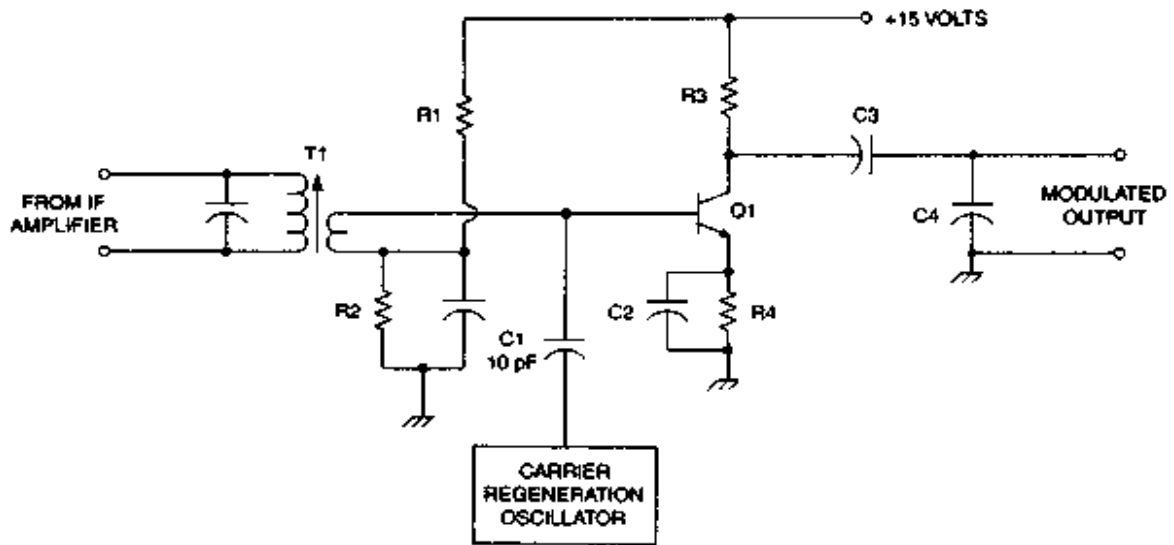 +15 VOLTS
R3
R1
C3
T1
FROM IF
AMPLIFIER
Q1
C4
MODULATED
OUTPUT
R2
C2
R4
C1
10 pF
CARRIER
REGENERATION
OSCILLATOR